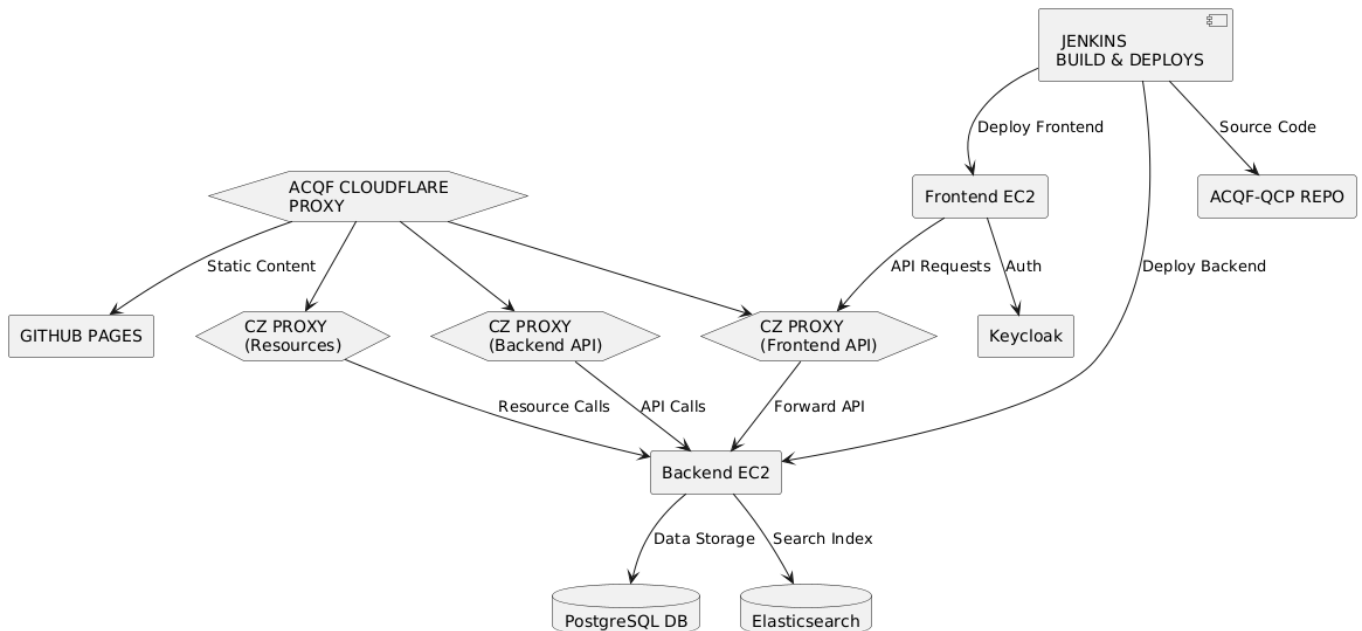 JENKINS
BUILD & DEPLOYS
Deploy Frontend
Source Code
ACQF CLOUDFLARE
PROXY
Frontend EC2
ACQF-QCP REPO
Static Content
API Requests
Auth
Deploy Backend
GITHUB PAGES
CZ PROXY
(Resources)
CZ PROXY
(Backend API)
CZ PROXY
(Frontend API)
Keycloak
Resource Calls
API Calls
Forward API
Backend EC2
Data Storage
Search Index
PostgreSQL DB
Elasticsearch